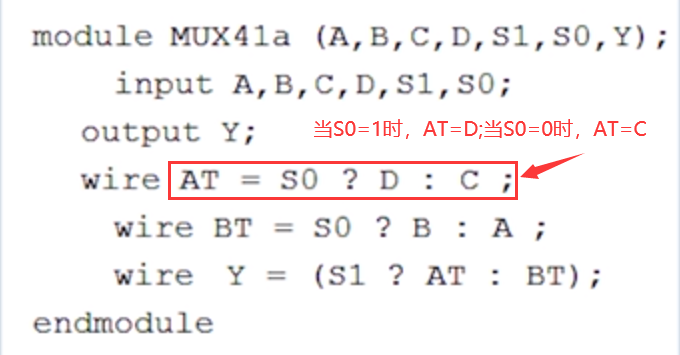 module MUX41a (A,B,C,D,S1,S0,Y);
input A,B,C,D,S1,S0;
output Y;
当S0=1时，AT=D;当S0=0时，AT=C
wire AT = S0 ? D : C ;
wire BT = S0 ? B : A ;
wire Y = (S1 ? AT : BT);
endmodule